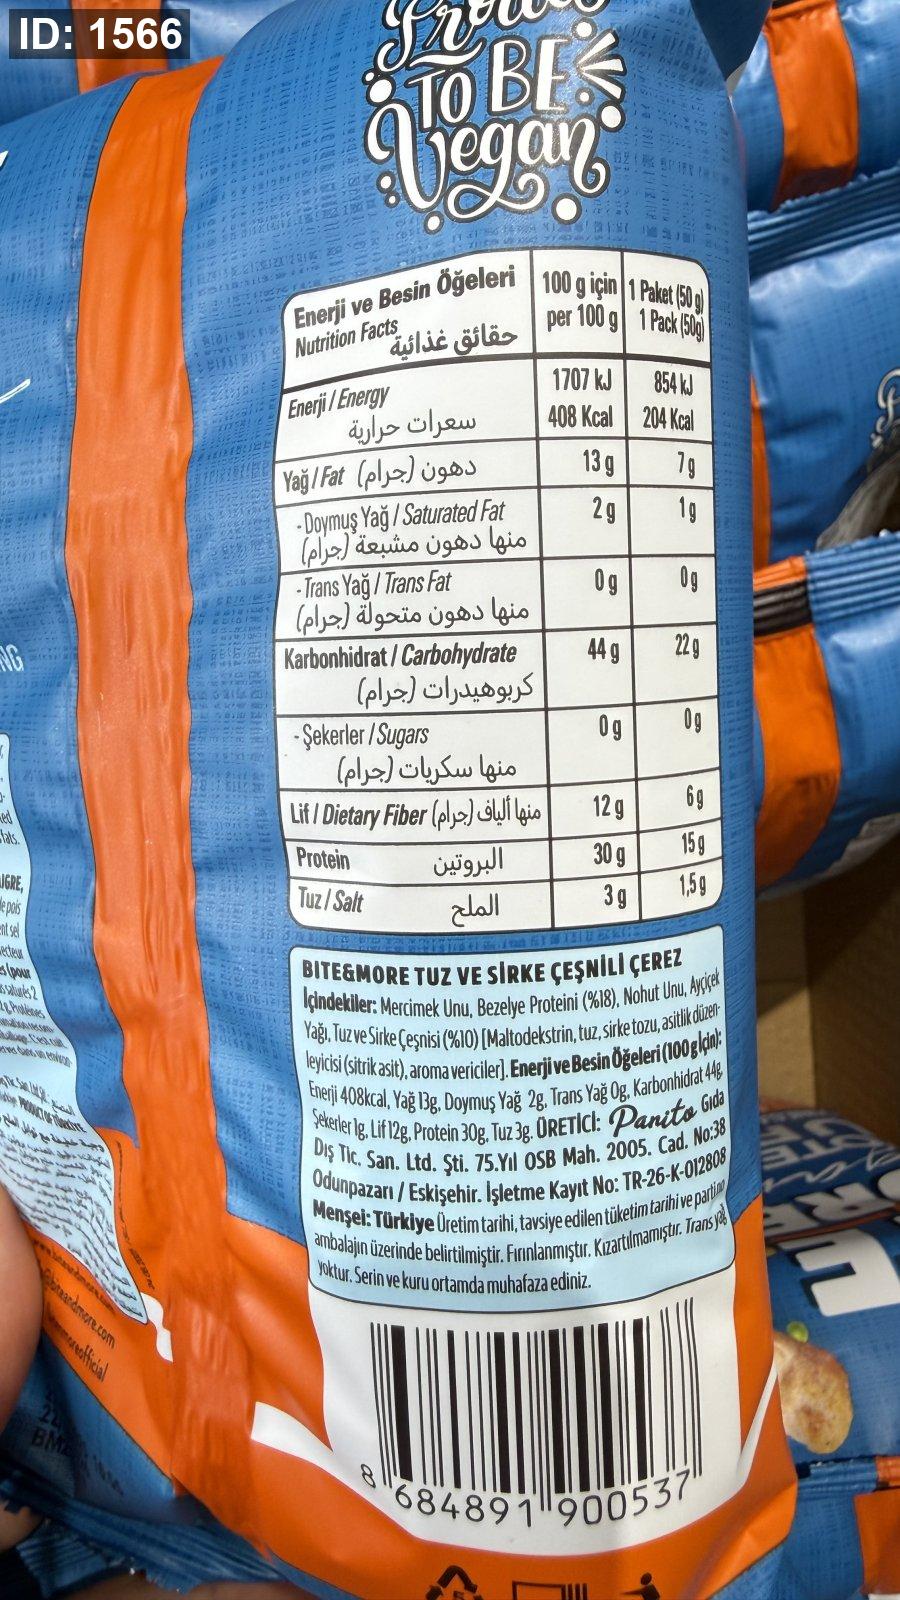 ID: 1566
Proud
TO BE
Vegan
Enerji ve Besin Öğeleri
Nutrition Facts
حقائق غذائية
100 g için
per 100 g
1 Paket (50 g)
1 Pack (50g)
Enerji / Energy
سعرات حرارية
1707 kJ 854 kJ
408 Kcal 204 Kcal
Yağ / Fat دهون (جرام) 13 g 7 g
- Doymuş Yağ / Saturated Fat 2 g 1 g
منها دهون مشبعة (جرام)
- Trans Yağ / Trans Fat 0 g 0 g
منها دهون متحولة (جرام)
Karbonhidrat / Carbohydrate 44 g 22 g
كربوهيدرات (جرام)
- Şekerler / Sugars 0 g 0 g
منها سكريات (جرام)
Lif / Dietary Fiber منها ألياف (جرام) 12 g 6 g
Protein البروتين 30 g 15 g
Tuz / Salt الملح 3 g 1,5 g
BITE&MORE TUZ VE SİRKE ÇEŞNİLİ ÇEREZ
İçindekiler: Mercimek Unu, Bezelye Proteini (%18), Nohut Unu, Ayçiçek
Yağı, Tuz ve Sirke Çeşnisi (%10) [Maltodekstrin, tuz, sirke tozu, asitlik düzen-
leyicisi (sitrik asit), aroma vericiler]. Enerji ve Besin Öğeleri (100 g İçin):
Enerji 408kcal, Yağ 13g, Doymuş Yağ 2g, Trans Yağ 0g, Karbonhidrat 44g,
Şekerler 1g, Lif 12g, Protein 30g, Tuz 3g. ÜRETİCİ: Panito Gıda
Dış Tic. San. Ltd. Şti. 75.Yıl OSB Mah. 2005. Cad. No:38
Odunpazarı / Eskişehir. İşletme Kayıt No: TR-26-K-012808
Menşei: Türkiye Üretim tarihi, tavsiye edilen tüketim tarihi ve parti no
ambalajın üzerinde belirtilmiştir. Fırınlanmıştır. Kızartılmamıştır. Trans yağ
yoktur. Serin ve kuru ortamda muhafaza ediniz.
8 684891 900537